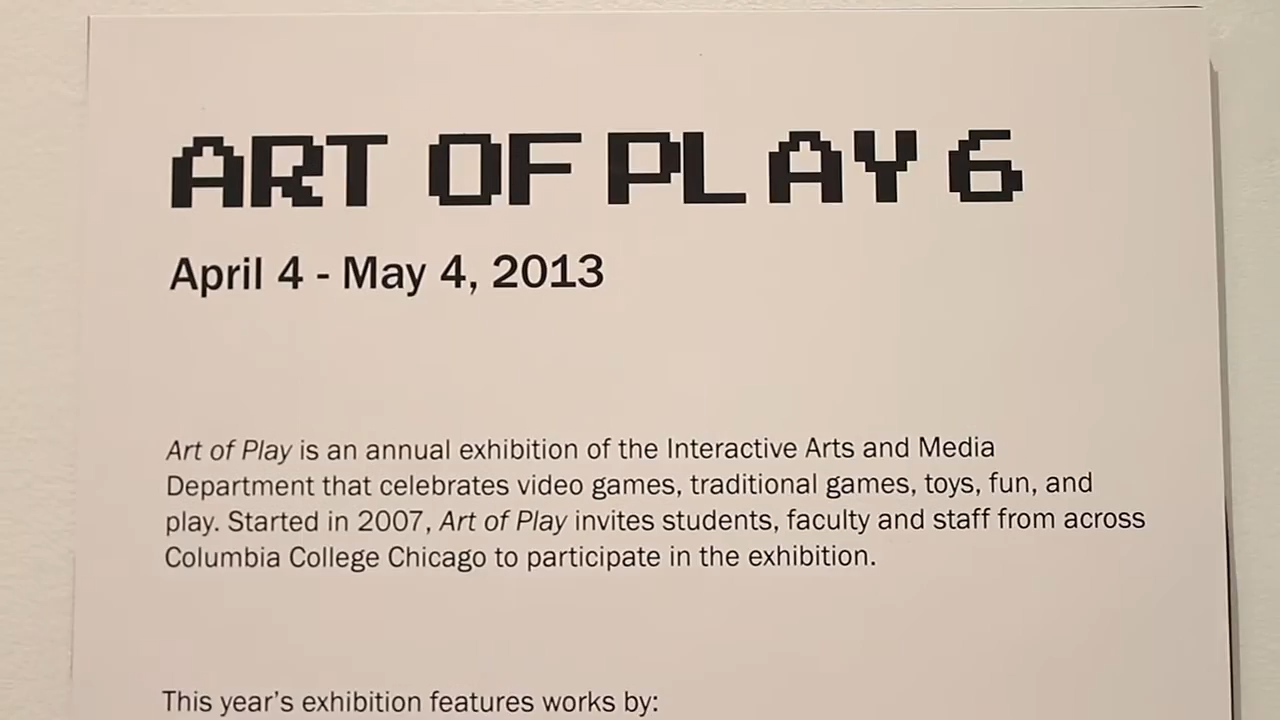 ART OF PLAY 6
April 4 - May 4, 2013
Art of Play is an annual exhibition of the Interactive Arts and Media
Department that celebrates video games, traditional games, toys, fun, and
play. Started in 2007, Art of Play invites students, faculty and staff from across
Columbia College Chicago to participate in the exhibition.
This year's exhibition features works by: